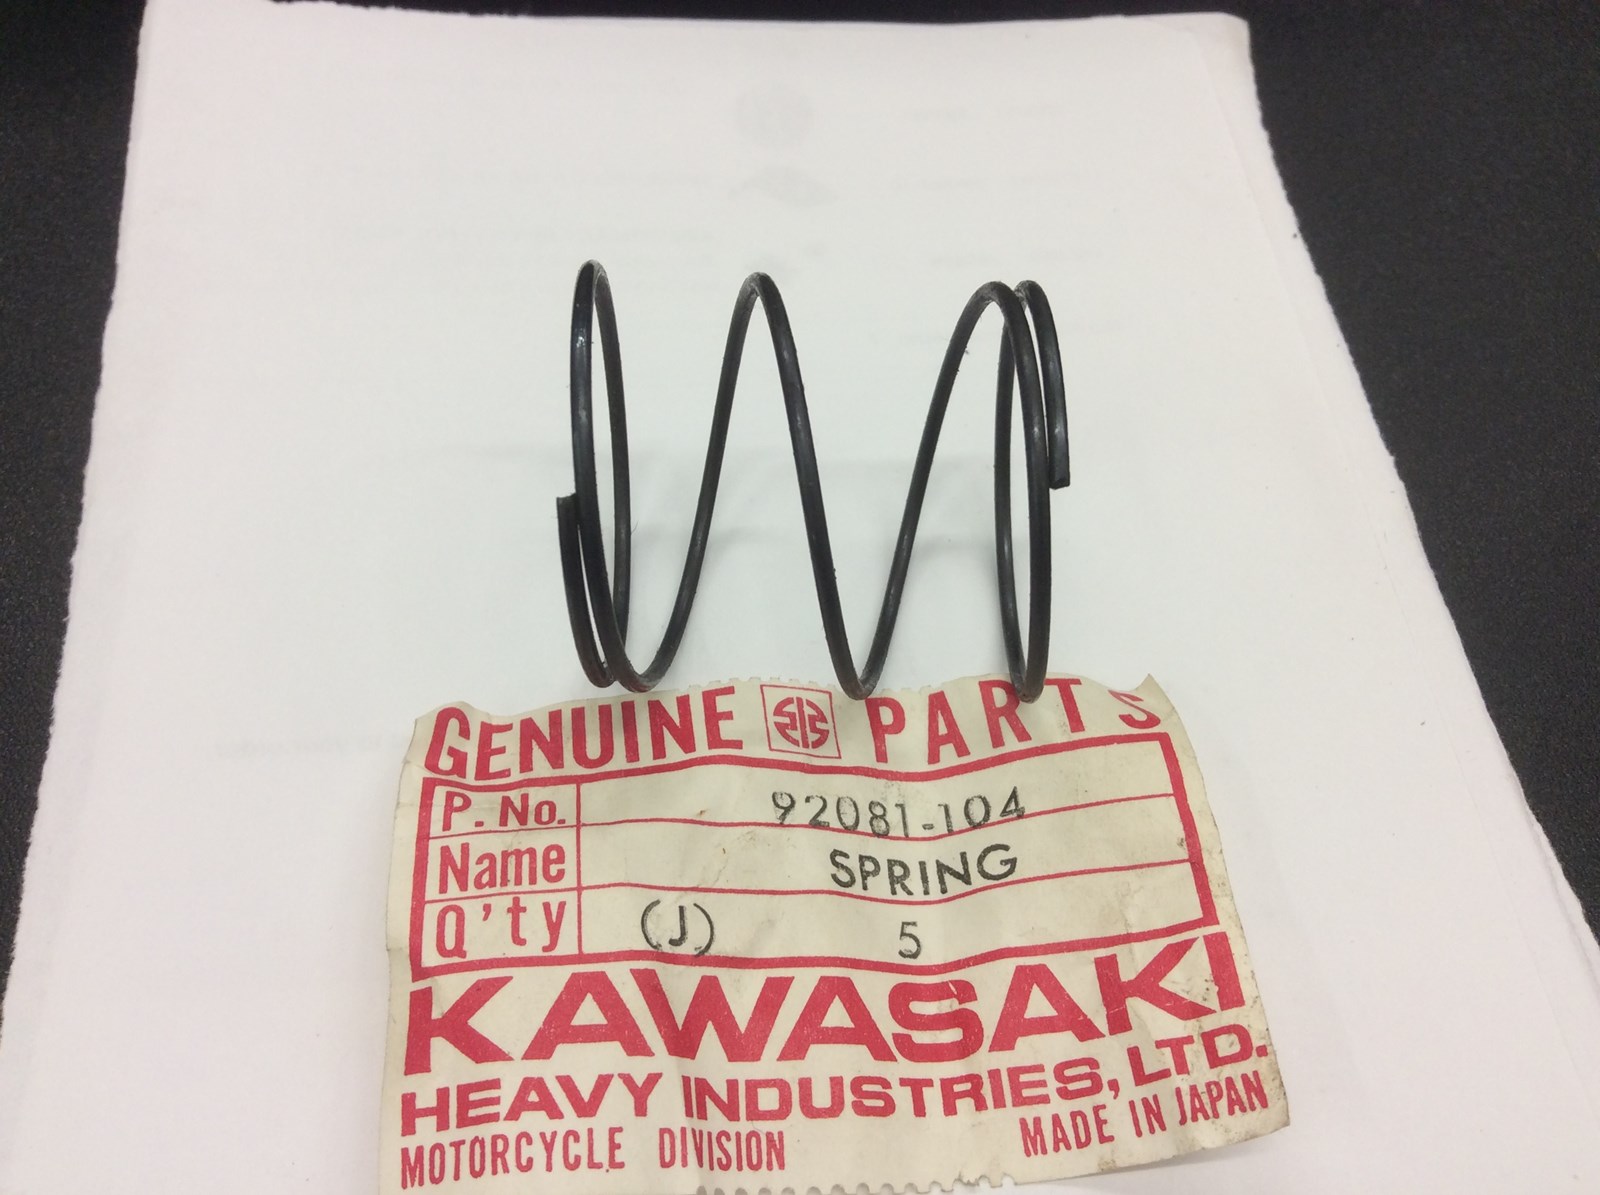 GENUINE PARTS
P. No. 92081-104
Name SPRING
Q'ty (J) 5
KAWASAKI
HEAVY INDUSTRIES, LTD.
MOTORCYCLE DIVISION MADE IN JAPAN